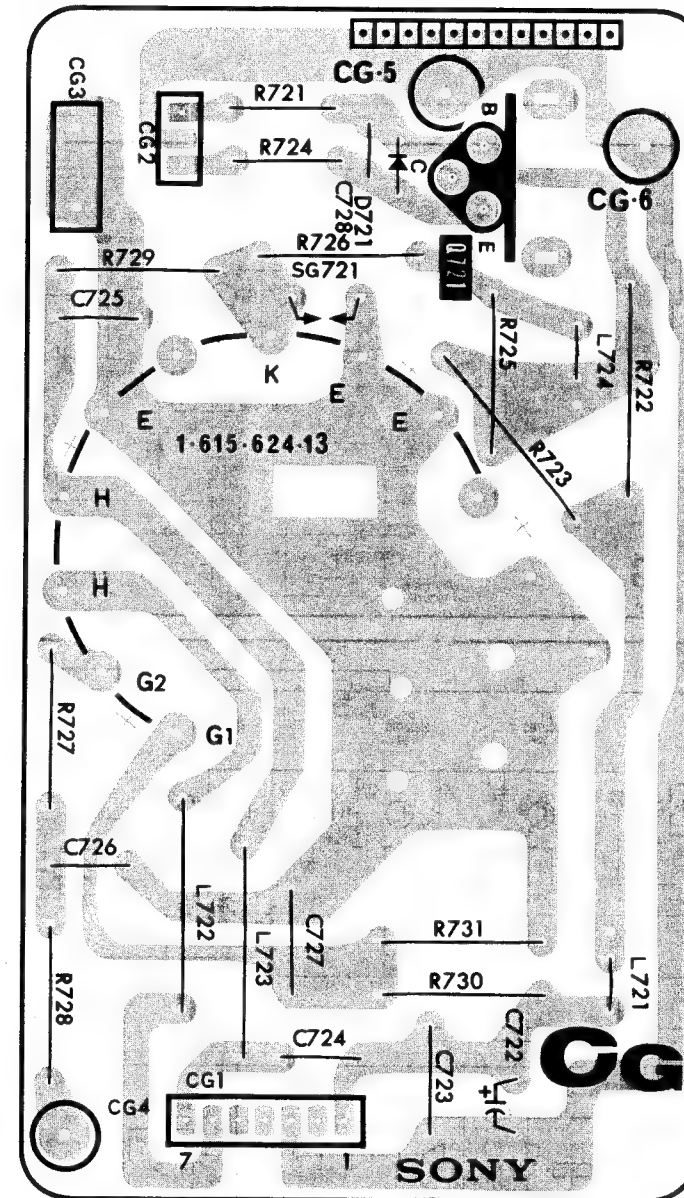 CG·5
CG3
R721
B
CG2
R724
C
CG·6
D721
C728
E
R726
R729
Q721
SG721
C725
R725
L724
R722
K
E
E
E
1·615·624·13
R723
H
H
G2
R727
G1
C726
L722
C727
R731
L723
L721
R728
R730
C724
C722
CG
C723
CG1
CG4
+
7
1
SONY